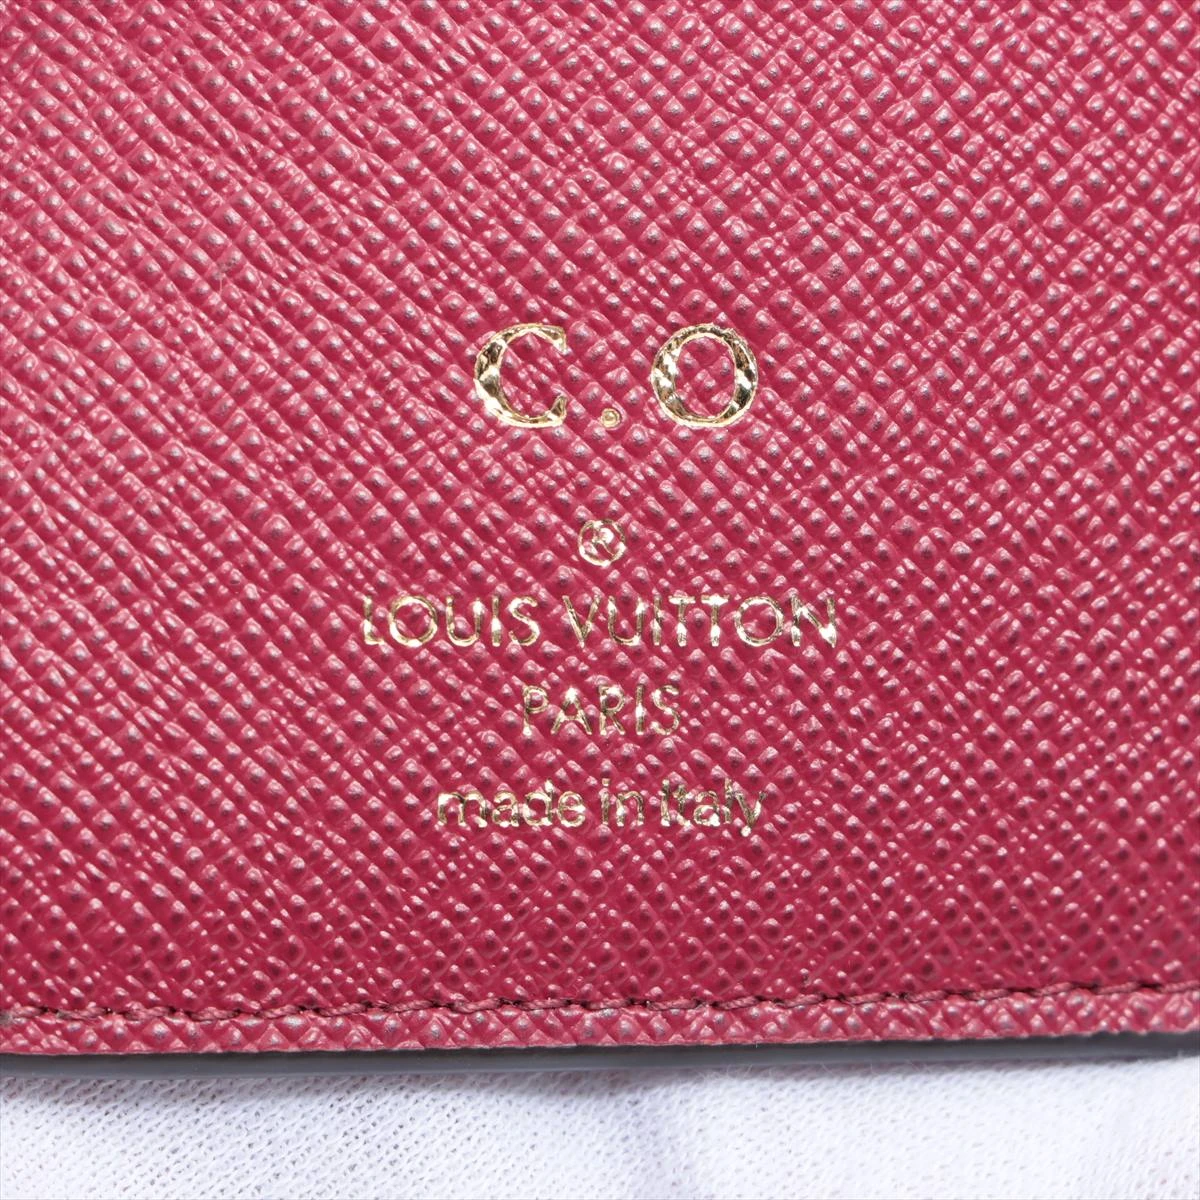 C.O
®
LOUIS VUITTON
PARIS
made in Italy